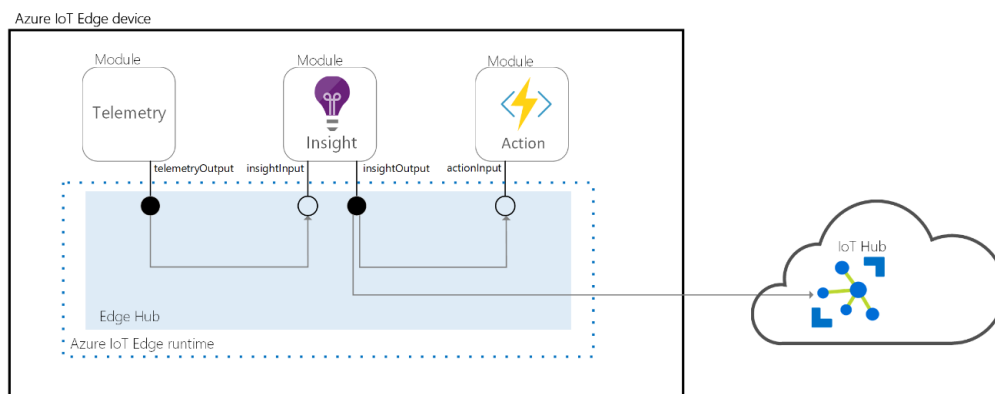 Azure IoT Edge device
Module
Module
Module
Telemetry
Insight
Action
telemetryOutput
insightInput
insightOutput
actionInput
IoT Hub
Edge Hub
Azure IoT Edge runtime